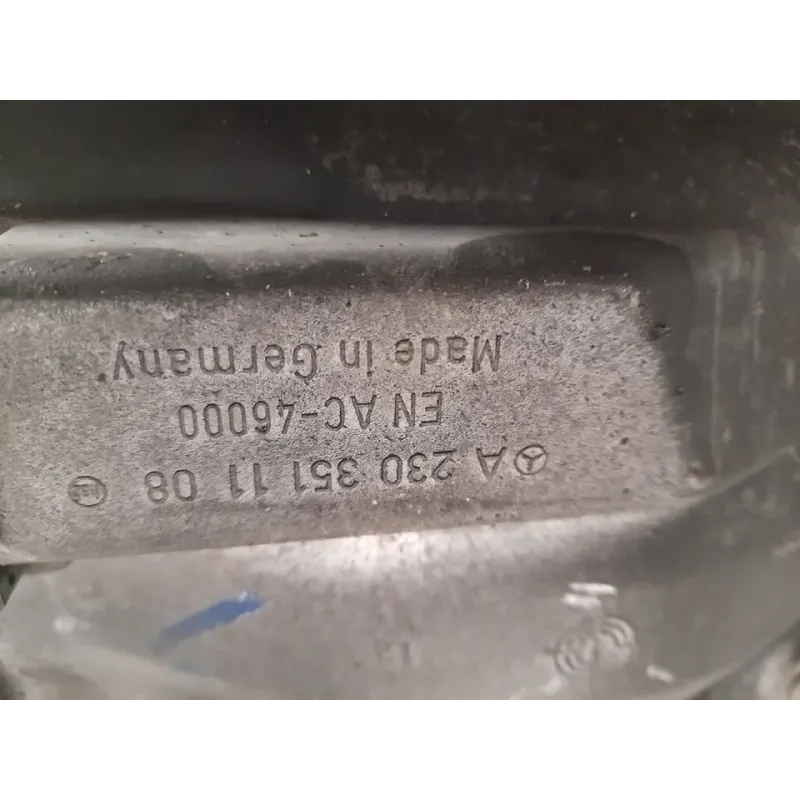 A 230 351 11 08
EN AC-46000
Made in Germany